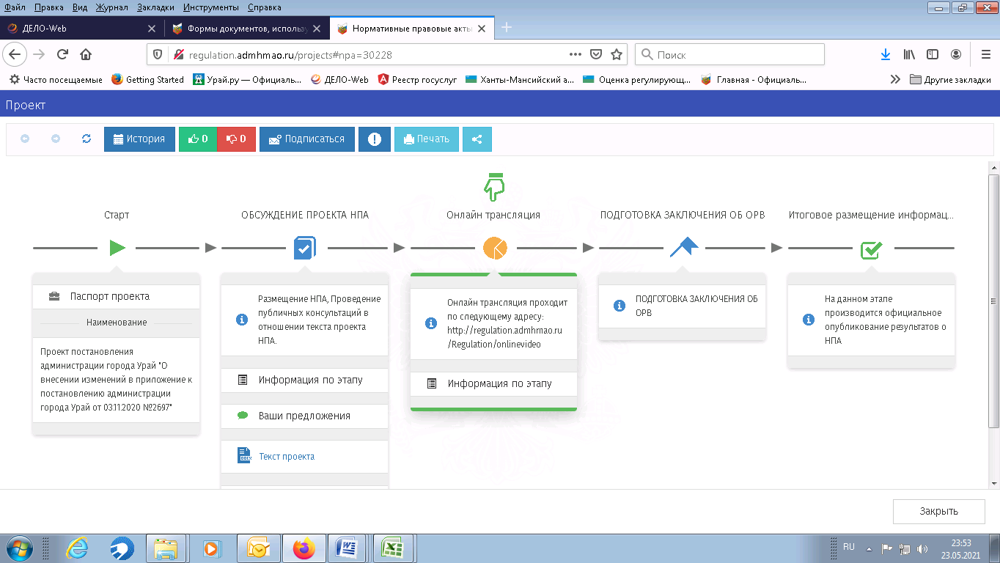 Файл Правка Вид Журнал Закладки Инструменты Справка
ДЕЛО-Web
Формы документов, использу
Нормативные правовые акты
regulation.admhmao.ru/projects#npa=30228
Поиск
Часто посещаемые
Getting Started
Урай.ру — Официаль...
ДЕЛО-Web
Реестр госуслуг
Ханты-Мансийский а...
Оценка регулирующ...
Главная - Официаль...
Другие закладки
Проект
История
0
0
Подписаться
Печать
Старт
Паспорт проекта
Наименование
Проект постановления
администрации города Урай "О
внесении изменений в приложение к
постановлению администрации
города Урай от 03.11.2020 №2697"
ОБСУЖДЕНИЕ ПРОЕКТА НПА
Размещение НПА, Проведение
публичных консультаций в
отношении текста проекта
НПА.
Информация по этапу
Ваши предложения
DOCX
Текст проекта
Онлайн трансляция
Онлайн трансляция проходит
по следующему адресу:
http://regulation.admhmao.ru
/Regulation/onlinevideo
Информация по этапу
ПОДГОТОВКА ЗАКЛЮЧЕНИЯ ОБ ОРВ
ПОДГОТОВКА ЗАКЛЮЧЕНИЯ ОБ
ОРВ
Итоговое размещение информац...
На данном этапе
производится официальное
опубликование результатов о
НПА
Закрыть
RU
23:53
23.05.2021